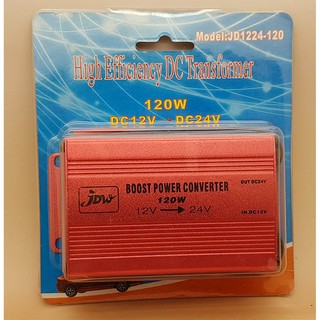 Model:JD1224-120
High Efficiency DC Transformer
120W
DC12V → DC24V
JDW
BOOST POWER CONVERTER
120W
12V → 24V
OUT DC24V
IN DC12V